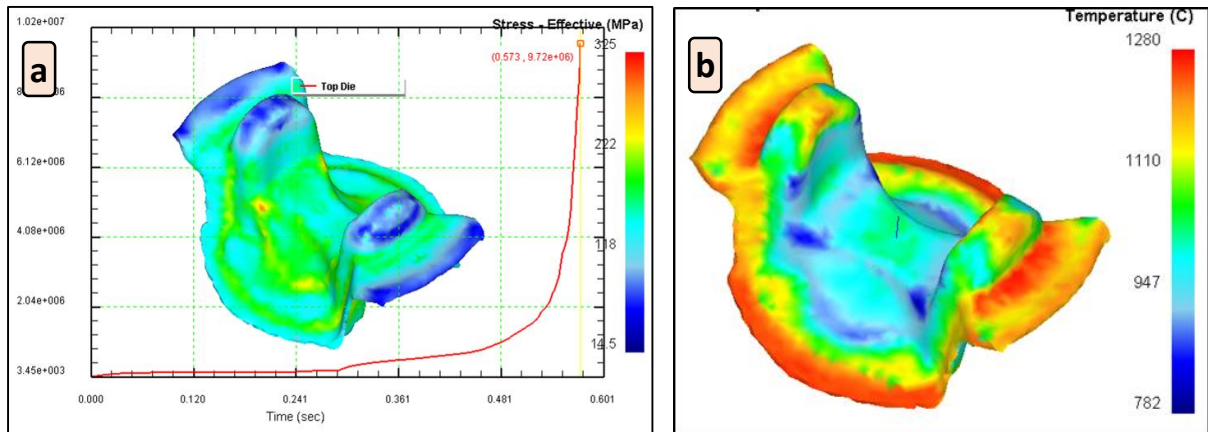 a
1.02e+007
Stress - Effective (MPa)
325
(0.573 , 9.72e+06)
Top Die
6.12e+006
222
4.08e+006
118
2.04e+006
14.5
3.45e+003
0.000
0.120
0.241
0.361
0.481
0.601
Time (sec)
b
Temperature (C)
1280
1110
947
782